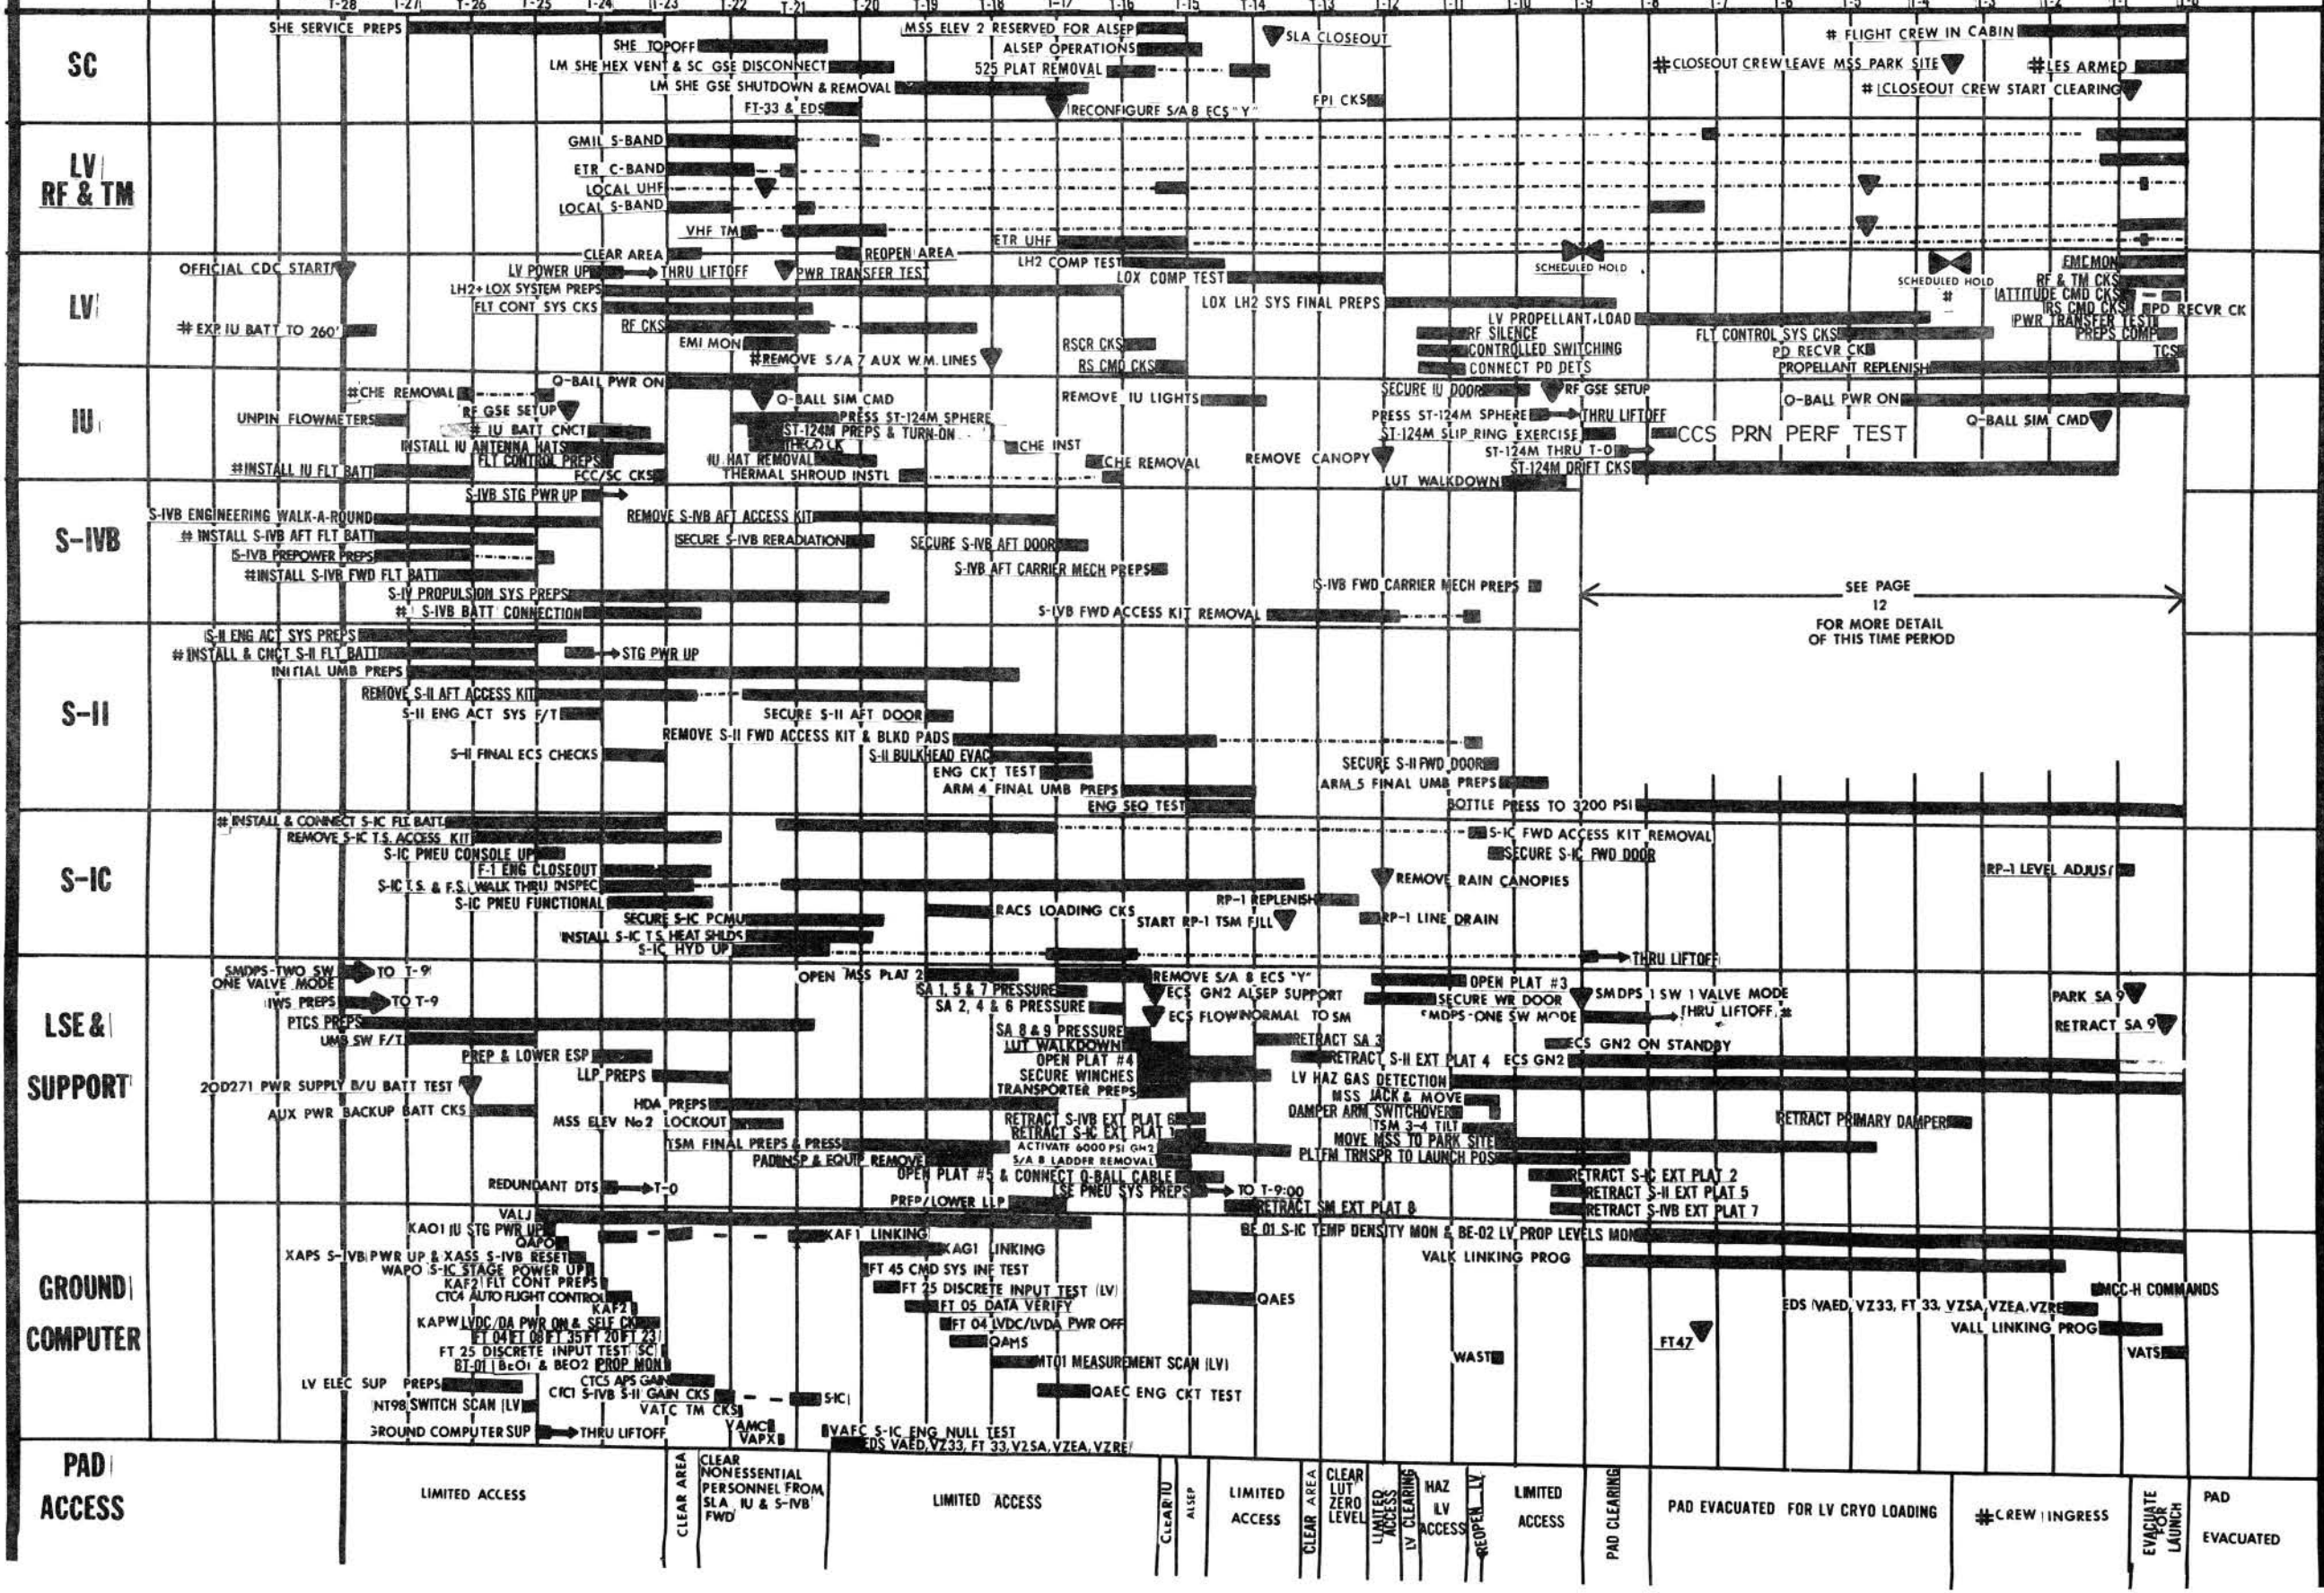 T-28 T-27 T-26 T-25 T-24 T-23 T-22 T-21 T-20 T-19 T-18 T-17 T-16 T-15 T-14 T-13 T-12 T-11 T-10 T-9 T-8 T-7 T-6 T-5 T-4 T-3 T-2 T-1 T-0
SC
SHE SERVICE PREPS
SHE TOPOFF
LM SHE HEX VENT & SC GSE DISCONNECT
LM SHE GSE SHUTDOWN & REMOVAL
FT-33 & EDS
MSS ELEV 2 RESERVED FOR ALSEP
ALSEP OPERATIONS
525 PLAT REMOVAL
RECONFIGURE S/A 8 ECS "Y"
SLA CLOSEOUT
FPI CKS
# FLIGHT CREW IN CABIN
#CLOSEOUT CREW LEAVE MSS PARK SITE
#LES ARMED
# CLOSEOUT CREW START CLEARING
LV
RF & TM
GMIL S-BAND
ETR C-BAND
LOCAL UHF
LOCAL S-BAND
VHF TM
ETR UHF
LV
OFFICIAL CDC START
CLEAR AREA
REOPEN AREA
LV POWER UP
THRU LIFTOFF
PWR TRANSFER TEST
LH2 COMP TEST
LOX COMP TEST
LH2+LOX SYSTEM PREPS
FLT CONT SYS CKS
LOX LH2 SYS FINAL PREPS
# EXP. IU BATT TO 260'
RF CKS
EMI MON
#REMOVE S/A 7 AUX W.M. LINES
RSCR CKS
RS CMD CKS
SCHEDULED HOLD
SCHEDULED HOLD
#
LV PROPELLANT LOAD
RF SILENCE
CONTROLLED SWITCHING
CONNECT PD DETS
FLT CONTROL SYS CKS
PD RECVR CK
PROPELLANT REPLENISH
EMC MON
RF & TM CKS
ATTITUDE CMD CKS
RS CMD CKS
PD RECVR CK
PWR TRANSFER TEST
PREPS COMP
TCS
IU
#CHE REMOVAL
Q-BALL PWR ON
Q-BALL SIM CMD
RF GSE SETUP
UNPIN FLOWMETERS
# IU BATT CNCT
PRESS ST-124M SPHERE
ST-124M PREPS & TURN-ON
INSTALL IU ANTENNA HATS
FLT CONTROL PREPS
IU HAT REMOVAL
#INSTALL IU FLT BATT
FCC/SC CKS
THERMAL SHROUD INSTL
REMOVE IU LIGHTS
CHE INST
CHE REMOVAL
REMOVE CANOPY
SECURE IU DOOR
RF GSE SETUP
PRESS ST-124M SPHERE
THRU LIFTOFF
ST-124M SLIP RING EXERCISE
CCS PRN PERF TEST
ST-124M THRU T-O
ST-124M DRIFT CKS
LUT WALKDOWN
Q-BALL PWR ON
Q-BALL SIM CMD
S-IVB
S-IVB STG PWR UP
S-IVB ENGINEERING WALK-A-ROUND
REMOVE S-IVB AFT ACCESS KIT
# INSTALL S-IVB AFT FLT BATT
SECURE S-IVB RERADIATION
SECURE S-IVB AFT DOOR
S-IVB PREPOWER PREPS
#INSTALL S-IVB FWD FLT BATT
S-IVB AFT CARRIER MECH PREPS
S-IVB FWD CARRIER MECH PREPS
S-IV PROPULSION SYS PREPS
# S-IVB BATT CONNECTION
S-IVB FWD ACCESS KIT REMOVAL
SEE PAGE
12
FOR MORE DETAIL
OF THIS TIME PERIOD
S-II
S-II ENG ACT SYS PREPS
#INSTALL & CNCT S-II FLT BATT
STG PWR UP
INITIAL UMB PREPS
REMOVE S-II AFT ACCESS KIT
S-II ENG ACT SYS F/T
SECURE S-II AFT DOOR
REMOVE S-II FWD ACCESS KIT & BLKD PADS
S-II FINAL ECS CHECKS
S-II BULKHEAD EVAC
ENG CKT TEST
ARM 4 FINAL UMB PREPS
ENG SEQ TEST
SECURE S-II FWD DOOR
ARM 5 FINAL UMB PREPS
BOTTLE PRESS TO 3200 PSI
S-IC
# INSTALL & CONNECT S-IC FLT BATT
REMOVE S-IC T.S. ACCESS KIT
S-IC PNEU CONSOLE UP
F-1 ENG CLOSEOUT
S-IC T.S. & F.S. WALK THRU INSPEC
S-IC PNEU FUNCTIONAL
SECURE S-IC PCMU
INSTALL S-IC T.S. HEAT SHLDS
S-IC HYD UP
RACS LOADING CKS
RP-1 REPLENISH
START RP-1 TSM FILL
S-IC FWD ACCESS KIT REMOVAL
SECURE S-IC FWD DOOR
REMOVE RAIN CANOPIES
RP-1 LINE DRAIN
RP-1 LEVEL ADJUST
THRU LIFTOFF
LSE &
SUPPORT
SMDPS-TWO SW
ONE VALVE MODE
TO T-9
IWS PREPS
TO T-9
PTCS PREPS
UMB SW F/T
PREP & LOWER ESP
LLP PREPS
20D271 PWR SUPPLY B/U BATT TEST
AUX PWR BACKUP BATT CKS
HDA PREPS
MSS ELEV No 2 LOCKOUT
TSM FINAL PREPS & PRESS
PAD INSP & EQUIP REMOVE
REDUNDANT DTS
T-0
OPEN MSS PLAT 2
SA 1, 5 & 7 PRESSURE
SA 2, 4 & 6 PRESSURE
REMOVE S/A 8 ECS "Y"
ECS GN2 ALSEP SUPPORT
ECS FLOW NORMAL TO SM
SA 8 & 9 PRESSURE
LUT WALKDOWN
OPEN PLAT #4
SECURE WINCHES
TRANSPORTER PREPS
RETRACT S-IVB EXT PLAT 6
RETRACT S-IC EXT PLAT 1
ACTIVATE 6000 PSI GN2
S/A 8 LADDER REMOVAL
OPEN PLAT #5 & CONNECT Q-BALL CABLE
LSE PNEU SYS PREPS
TO T-9:00
PREP/LOWER LLP
RETRACT SM EXT PLAT 8
OPEN PLAT #3
SECURE WR DOOR
SMDPS 1 SW 1 VALVE MODE
SMDPS-ONE SW MODE
THRU LIFTOFF #
RETRACT SA 3
ECS GN2 ON STANDBY
RETRACT S-II EXT PLAT 4
ECS GN2
LV HAZ GAS DETECTION
MSS JACK & MOVE
DAMPER ARM SWITCHOVER
TSM 3-4 TILT
MOVE MSS TO PARK SITE
PLTFM TRNSPR TO LAUNCH POS
RETRACT S-IC EXT PLAT 2
RETRACT S-II EXT PLAT 5
RETRACT S-IVB EXT PLAT 7
RETRACT PRIMARY DAMPER
PARK SA 9
RETRACT SA 9
GROUND
COMPUTER
VALJ
KAO1 IU STG PWR UP
QAPO
XAPS S-IVB PWR UP & XASS S-IVB RESET
WAPO S-IC STAGE POWER UP
KAF2 FLT CONT PREPS
CTC4 AUTO FLIGHT CONTROL
KAF2
KAPW LVDC/DA PWR ON & SELF CK
FT 04 FT 08 FT 35 FT 20 FT 23
FT 25 DISCRETE INPUT TEST (SC)
BT-01 BE01 & BE02 PROP MON
CTC5 APS GAIN
LV ELEC SUP PREPS
CTC1 S-IVB S-II GAIN CKS
S-IC
NT98 SWITCH SCAN (LV)
VATC TM CKS
GROUND COMPUTER SUP
THRU LIFTOFF
VAMC
VAPX
KAF1 LINKING
KAG1 LINKING
FT 45 CMD SYS INF TEST
FT 25 DISCRETE INPUT TEST (LV)
FT 05 DATA VERIFY
FT 04 LVDC/LVDA PWR OFF
QAMS
MT01 MEASUREMENT SCAN (LV)
QAEC ENG CKT TEST
VAFC S-IC ENG NULL TEST
EDS VAED, VZ33, FT 33, VZSA, VZEA, VZRE
QAES
BE 01 S-IC TEMP DENSITY MON & BE-02 LV PROP LEVELS MON
VALK LINKING PROG
MCC-H COMMANDS
EDS (VAED, VZ33, FT 33, VZSA, VZEA, VZRE
VALL LINKING PROG
FT47
WAST
VATS
PAD
ACCESS
LIMITED ACCESS
CLEAR AREA
CLEAR
NONESSENTIAL
PERSONNEL FROM
SLA, IU & S-IVB
FWD
LIMITED ACCESS
CLEAR IU
ALSEP
LIMITED
ACCESS
CLEAR AREA
CLEAR
LUT
ZERO
LEVEL
LIMITED
ACCESS
LV CLEARING
HAZ
LV
ACCESS
REOPEN LV
LIMITED
ACCESS
PAD CLEARING
PAD EVACUATED FOR LV CRYO LOADING
#CREW INGRESS
EVACUATE
FOR
LAUNCH
PAD
EVACUATED